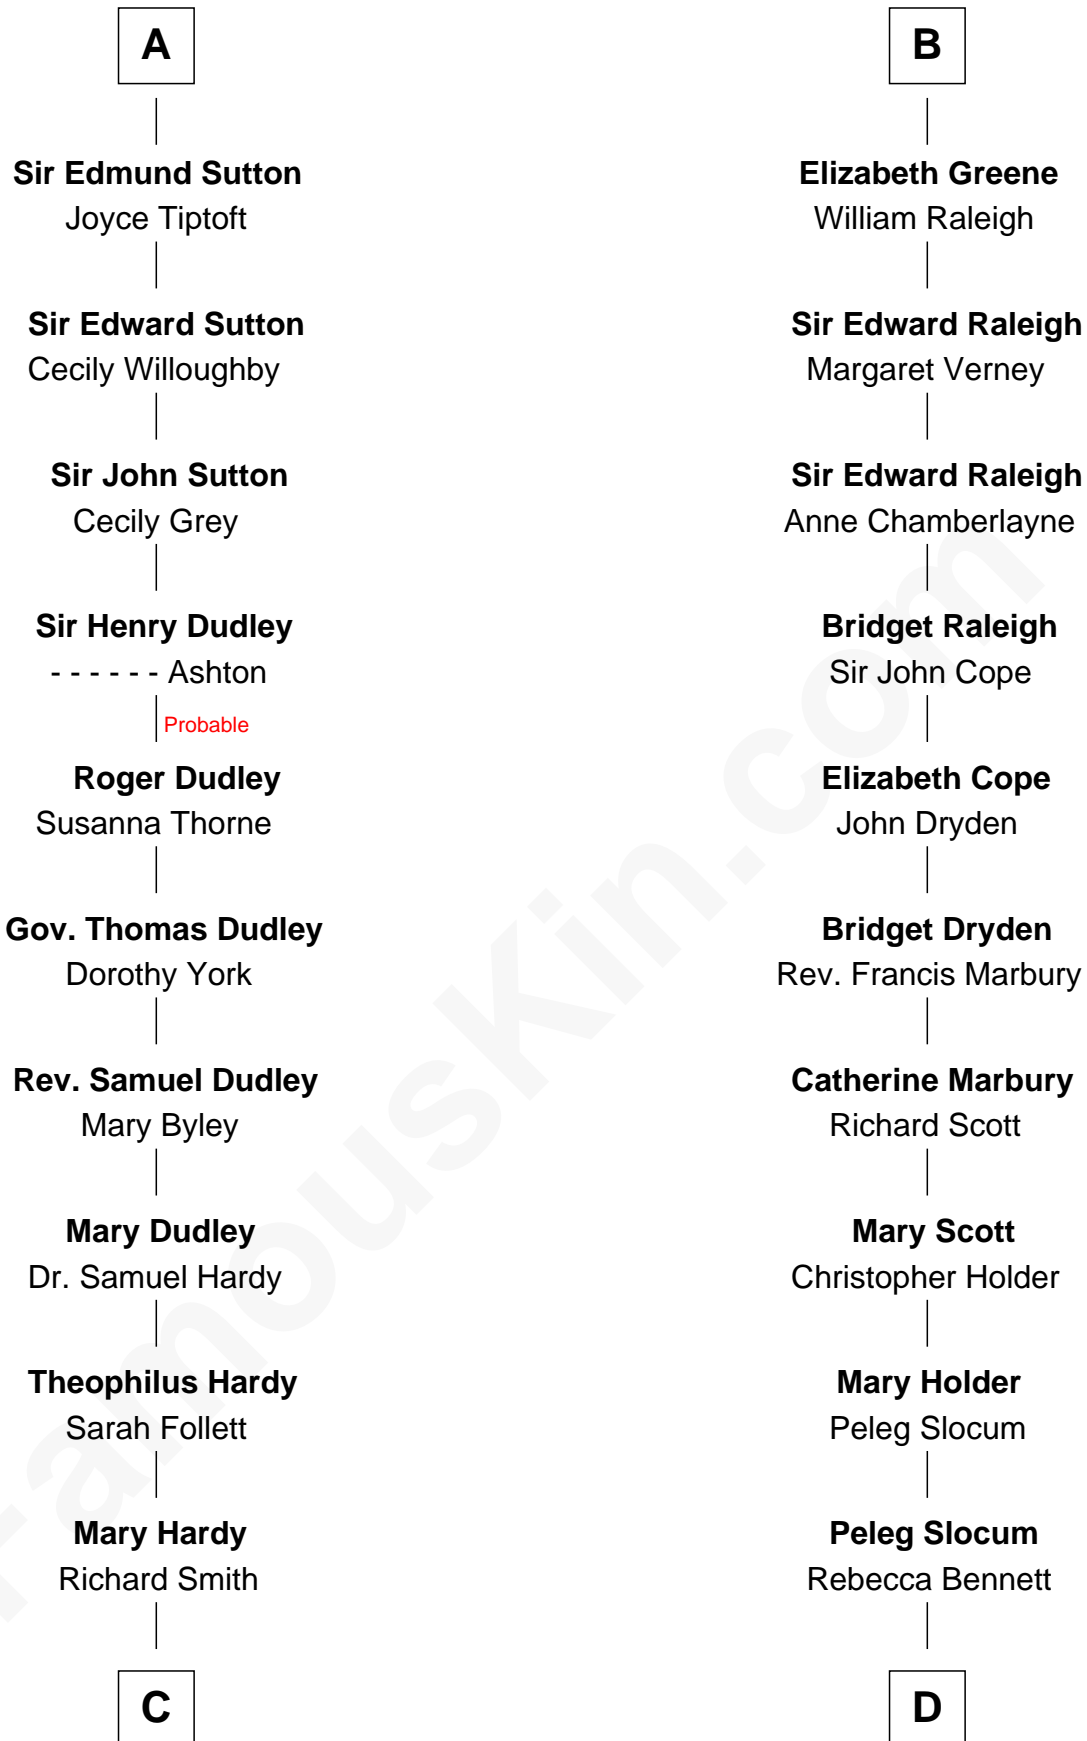 A
Sir Edmund Sutton
Joyce Tiptoft
Sir Edward Sutton
Cecily Willoughby
Sir John Sutton
Cecily Grey
Sir Henry Dudley
- - - - - - Ashton
Probable
Roger Dudley
Susanna Thorne
Gov. Thomas Dudley
Dorothy York
Rev. Samuel Dudley
Mary Byley
Mary Dudley
Dr. Samuel Hardy
Theophilus Hardy
Sarah Follett
Mary Hardy
Richard Smith
C
B
Elizabeth Greene
William Raleigh
Sir Edward Raleigh
Margaret Verney
Sir Edward Raleigh
Anne Chamberlayne
Bridget Raleigh
Sir John Cope
Elizabeth Cope
John Dryden
Bridget Dryden
Rev. Francis Marbury
Catherine Marbury
Richard Scott
Mary Scott
Christopher Holder
Mary Holder
Peleg Slocum
Peleg Slocum
Rebecca Bennett
D
FamousKin.com